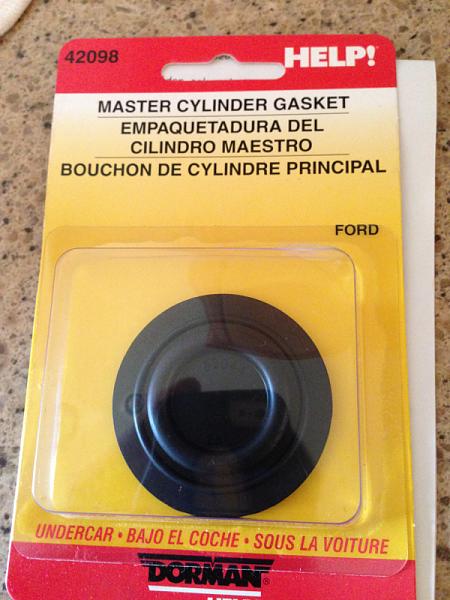 42098
HELP!
MASTER CYLINDER GASKET
EMPAQUETADURA DEL
CILINDRO MAESTRO
BOUCHON DE CYLINDRE PRINCIPAL
FORD
UNDERCAR • BAJO EL COCHE • SOUS LA VOITURE
DORMAN®
HELP